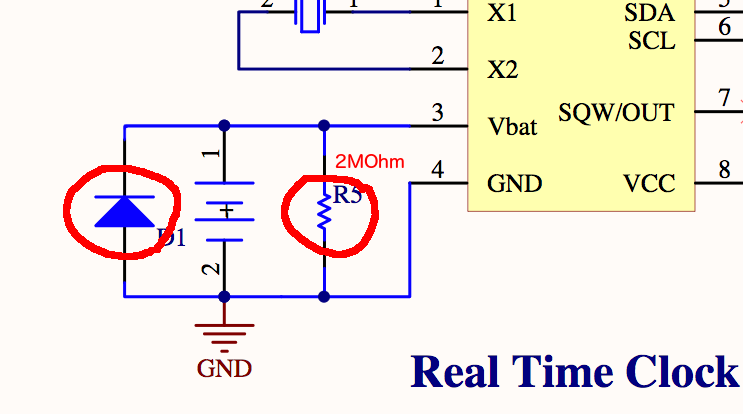 2 1 1 X1 SDA 5
SCL 6
2 X2
3 Vbat SQW/OUT 7
1
2MOhm
4 GND VCC 8
R5
+
D1
2
GND
Real Time Clock